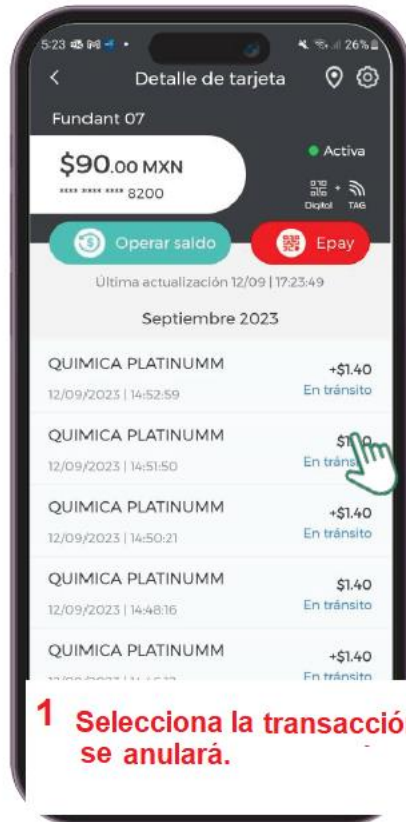 5:23
26%
Detalle de tarjeta
Fundant 07
$90.00 MXN
Activa
**** **** **** 8200
Digital TAG
Operar saldo
Epay
Última actualización 12/09 | 17:23:49
Septiembre 2023
QUIMICA PLATINUMM
+$1.40
12/09/2023 | 14:52:59
En tránsito
QUIMICA PLATINUMM
12/09/2023 | 14:51:50
En
QUIMICA PLATINUMM
+$1.40
12/09/2023 | 14:50:21
En tránsito
QUIMICA PLATINUMM
$1.40
12/09/2023 | 14:48:16
En tránsito
QUIMICA PLATINUMM
+$1.40
En tránsito
1 Selecciona la transacció
se anulará.